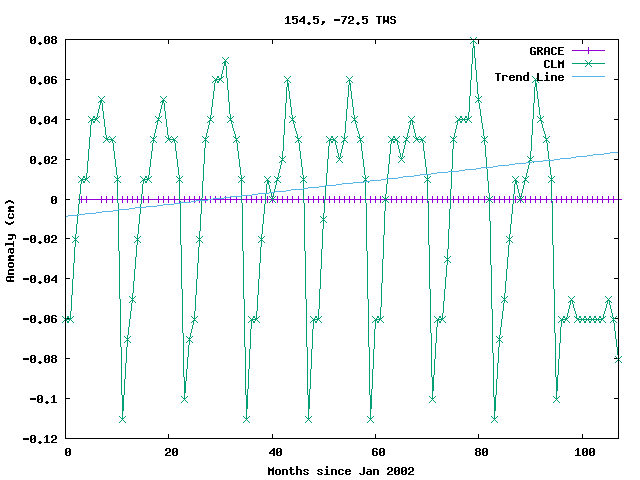 154.5, -72.5 TWS
GRACE
CLM
Trend Line
0.08
0.06
0.04
0.02
0
-0.02
-0.04
-0.06
-0.08
-0.1
-0.12
Anomaly (cm)
0 20 40 60 80 100
Months since Jan 2002